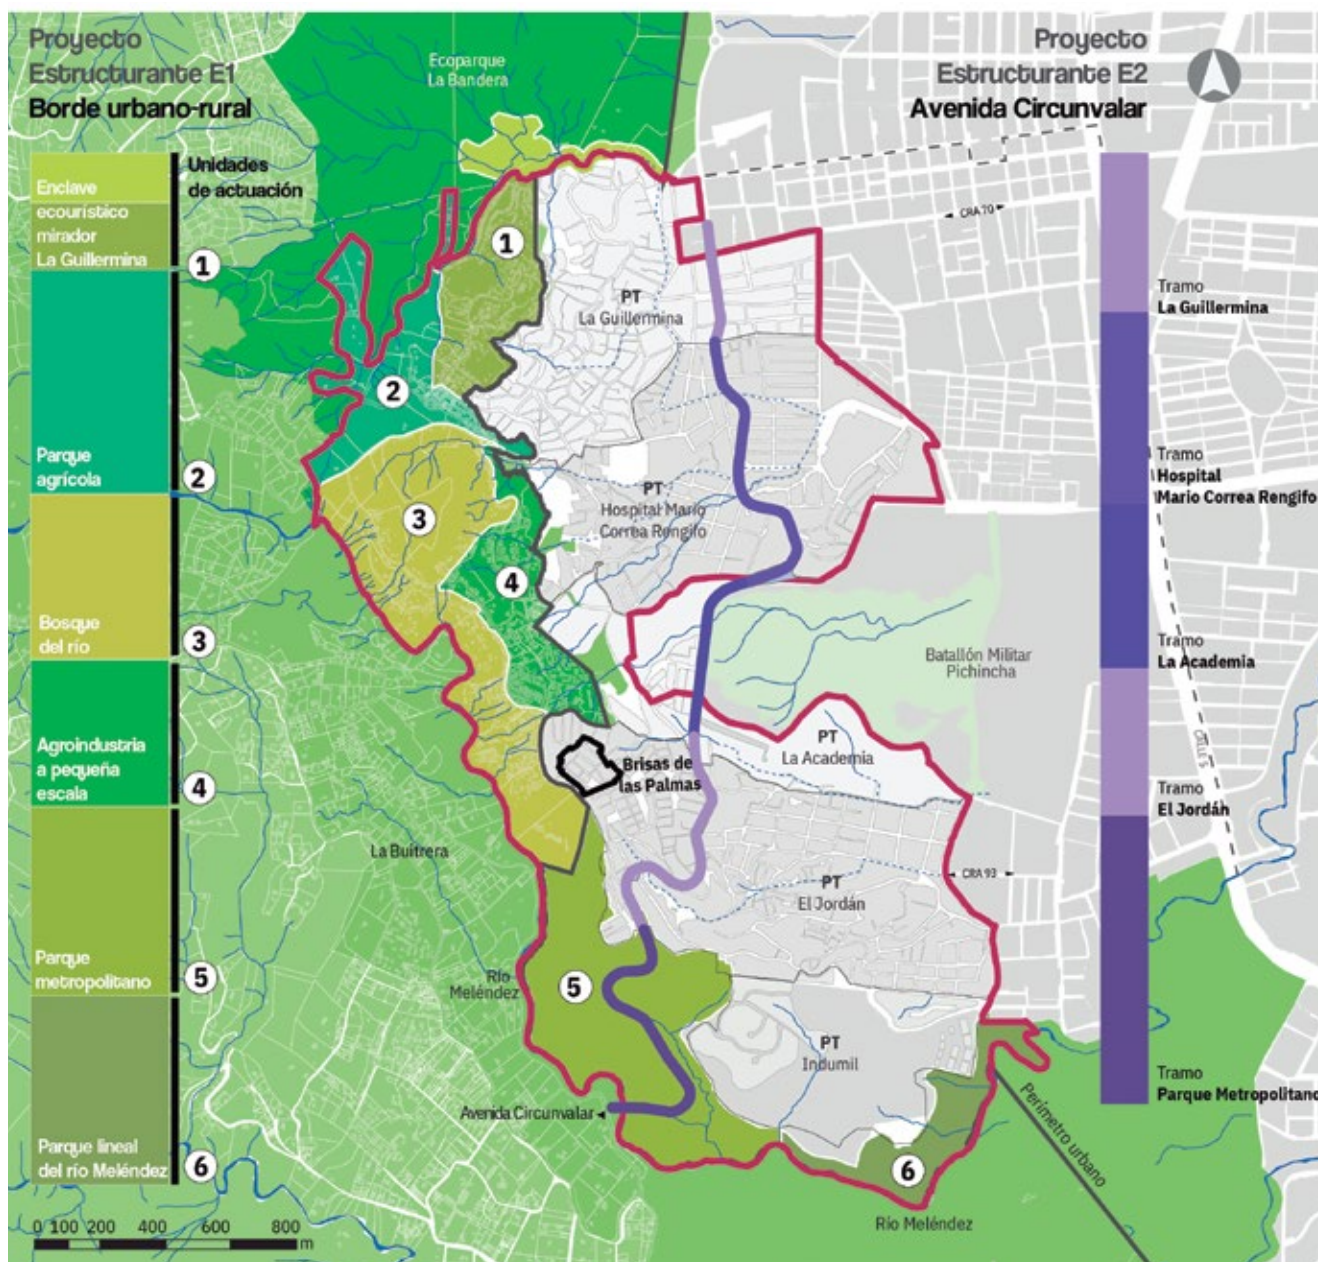 Proyecto
Estructurante E1
Borde urbano-rural
Unidades
de actuación
Enclave
ecourístico
mirador
La Guillermina
1
Parque
agrícola
2
Bosque
del río
3
Agroindustria
a pequeña
escala
4
Parque
metropolitano
5
Parque lineal
del río Meléndez
6
0 100 200 400 600 800
m
Ecoparque
La Bandera
1
2
3
4
5
6
PT
La Guillermina
PT
Hospital Mario
Correa Rengifo
Batallón Militar
Pichincha
PT
La Academia
Brisas de
las Palmas
La Buitrera
PT
El Jordán
CRA 70
CRA 93
CALLE 5
Río
Meléndez
PT
Indumil
Avenida Circunvalar
Perímetro urbano
Río Meléndez
Proyecto
Estructurante E2
Avenida Circunvalar
Tramo
La Guillermina
Tramo
Hospital
Mario Correa Rengifo
Tramo
La Academia
Tramo
El Jordán
Tramo
Parque Metropolitano